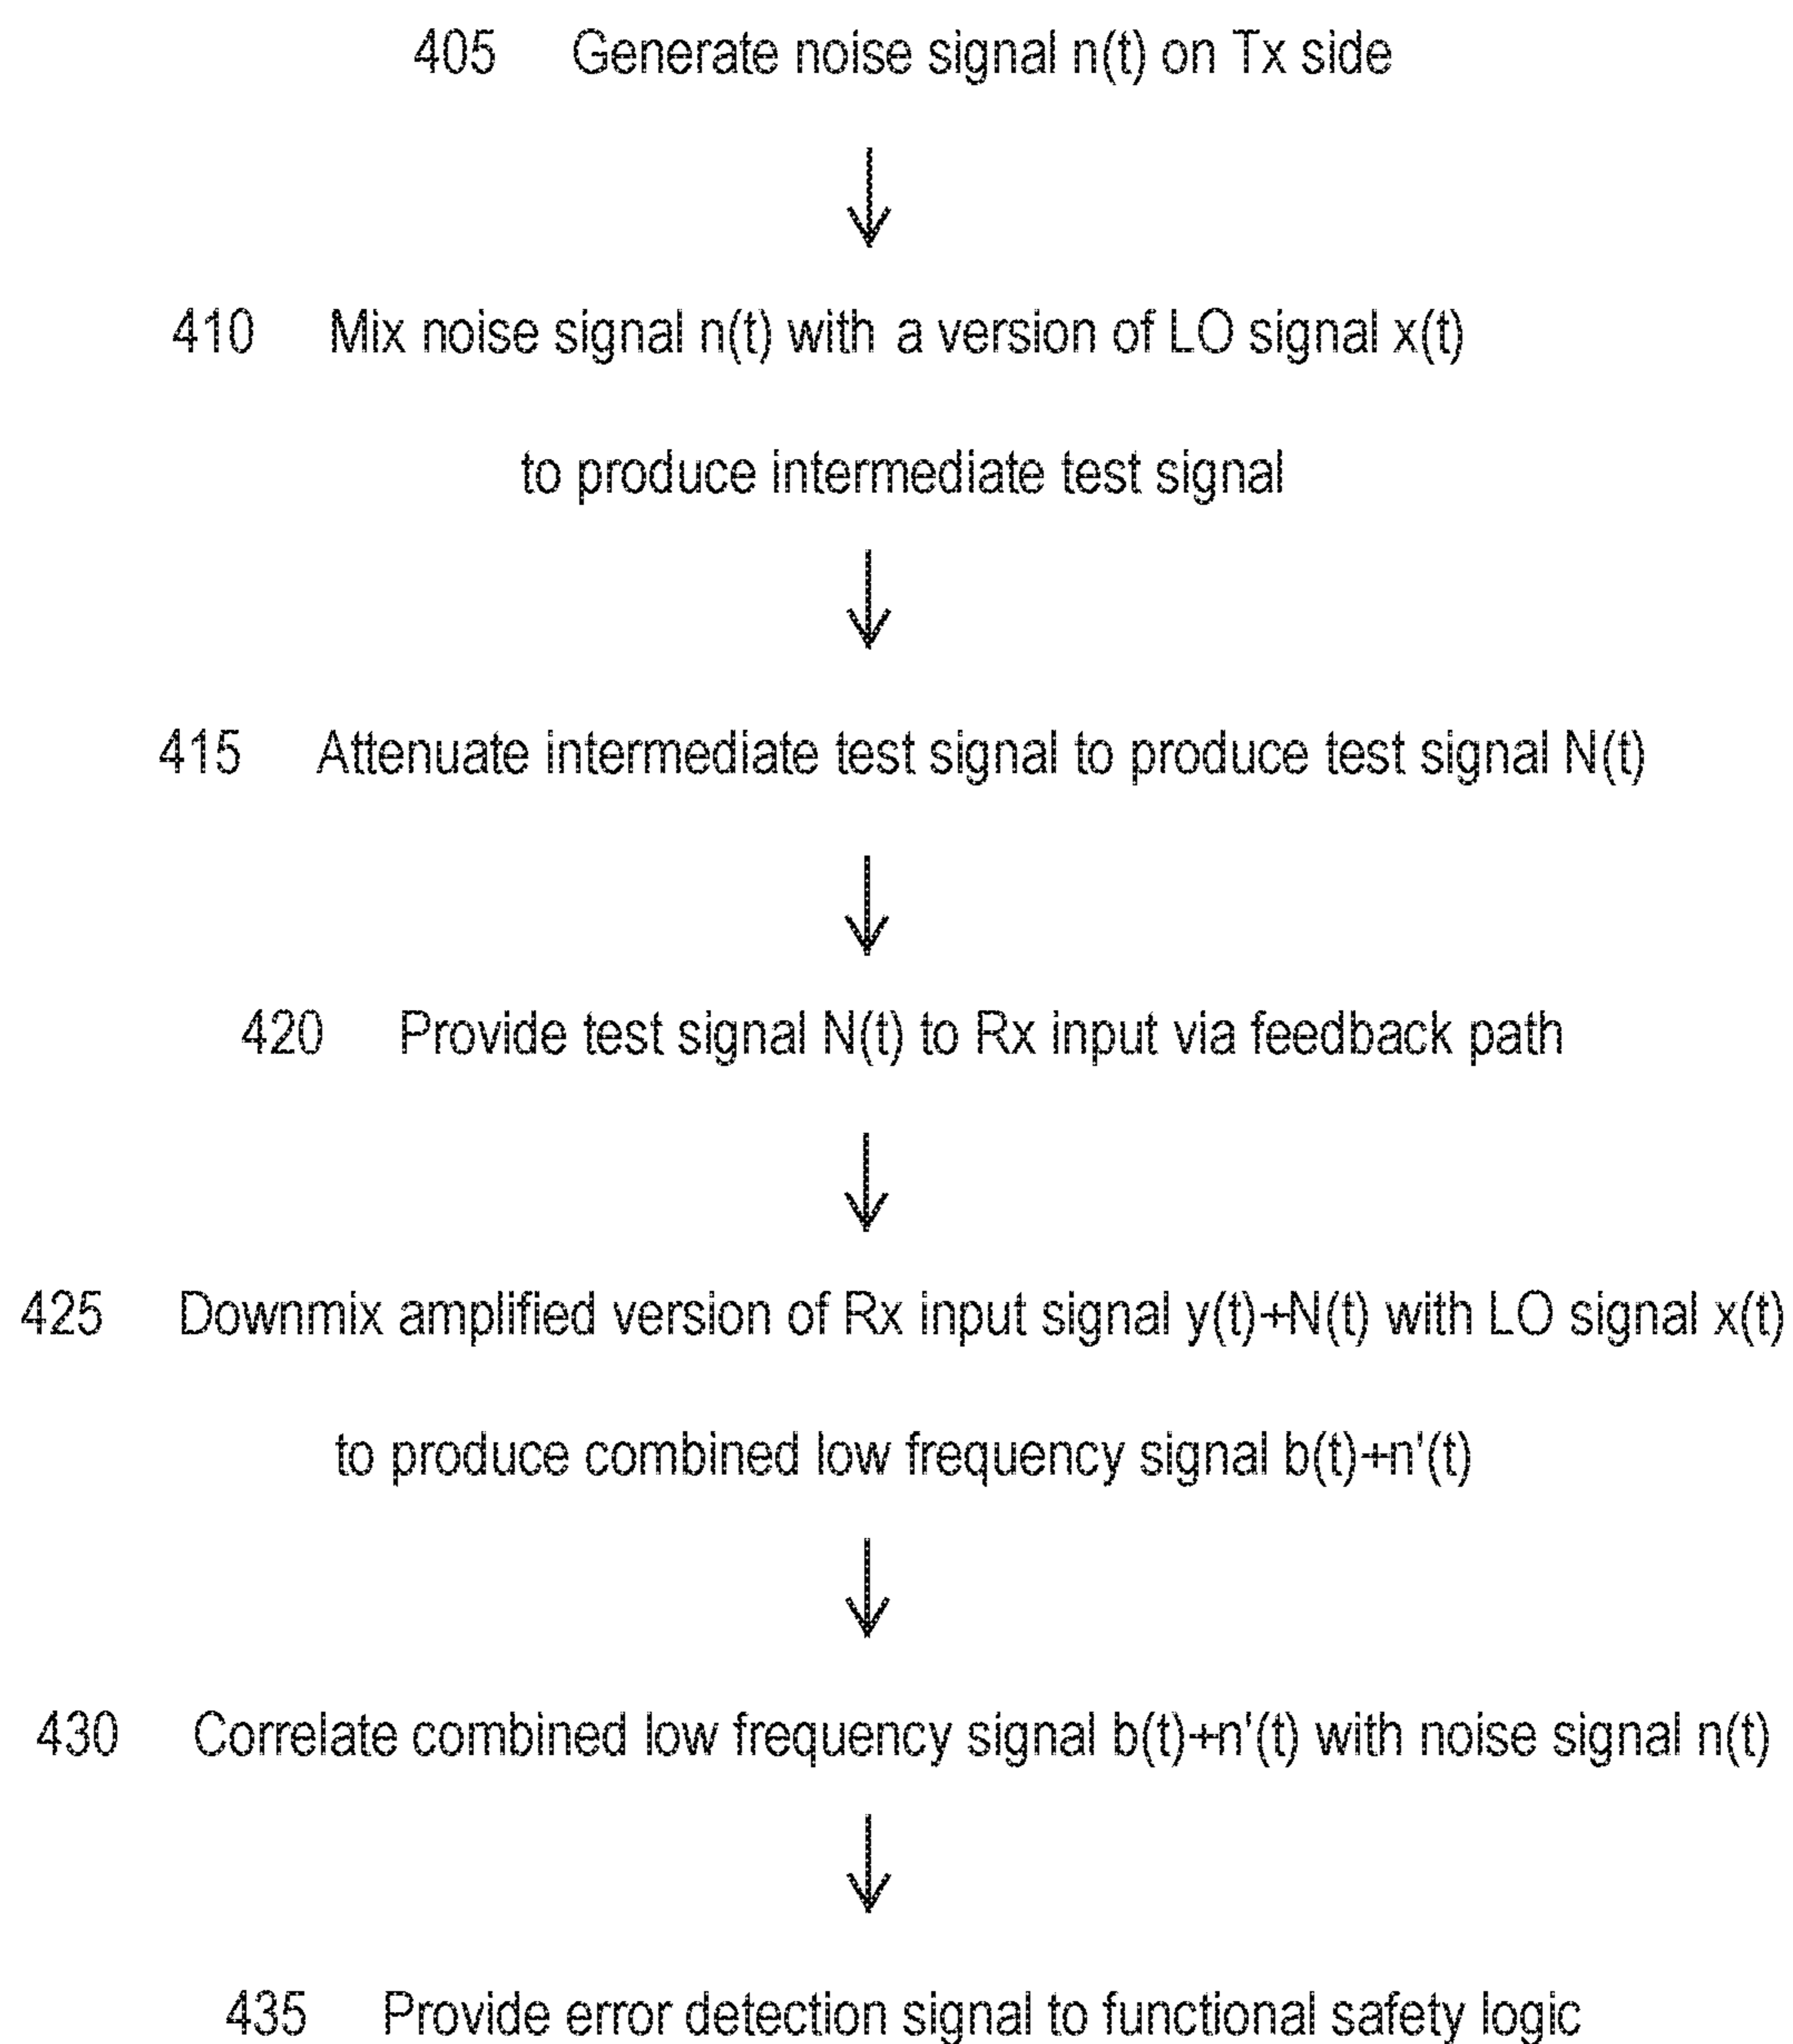 405 Generate noise signal n(t) on Tx side
410 Mix noise signal n(t) with a version of LO signal x(t)
to produce intermediate test signal
415 Attenuate intermediate test signal to produce test signal N(t)
420 Provide test signal N(t) to Rx input via feedback path
425 Downmix amplified version of Rx input signal y(t)+N(t) with LO signal x(t)
to produce combined low frequency signal b(t)+n'(t)
430 Correlate combined low frequency signal b(t)+n'(t) with noise signal n(t)
435 Provide error detection signal to functional safety logic